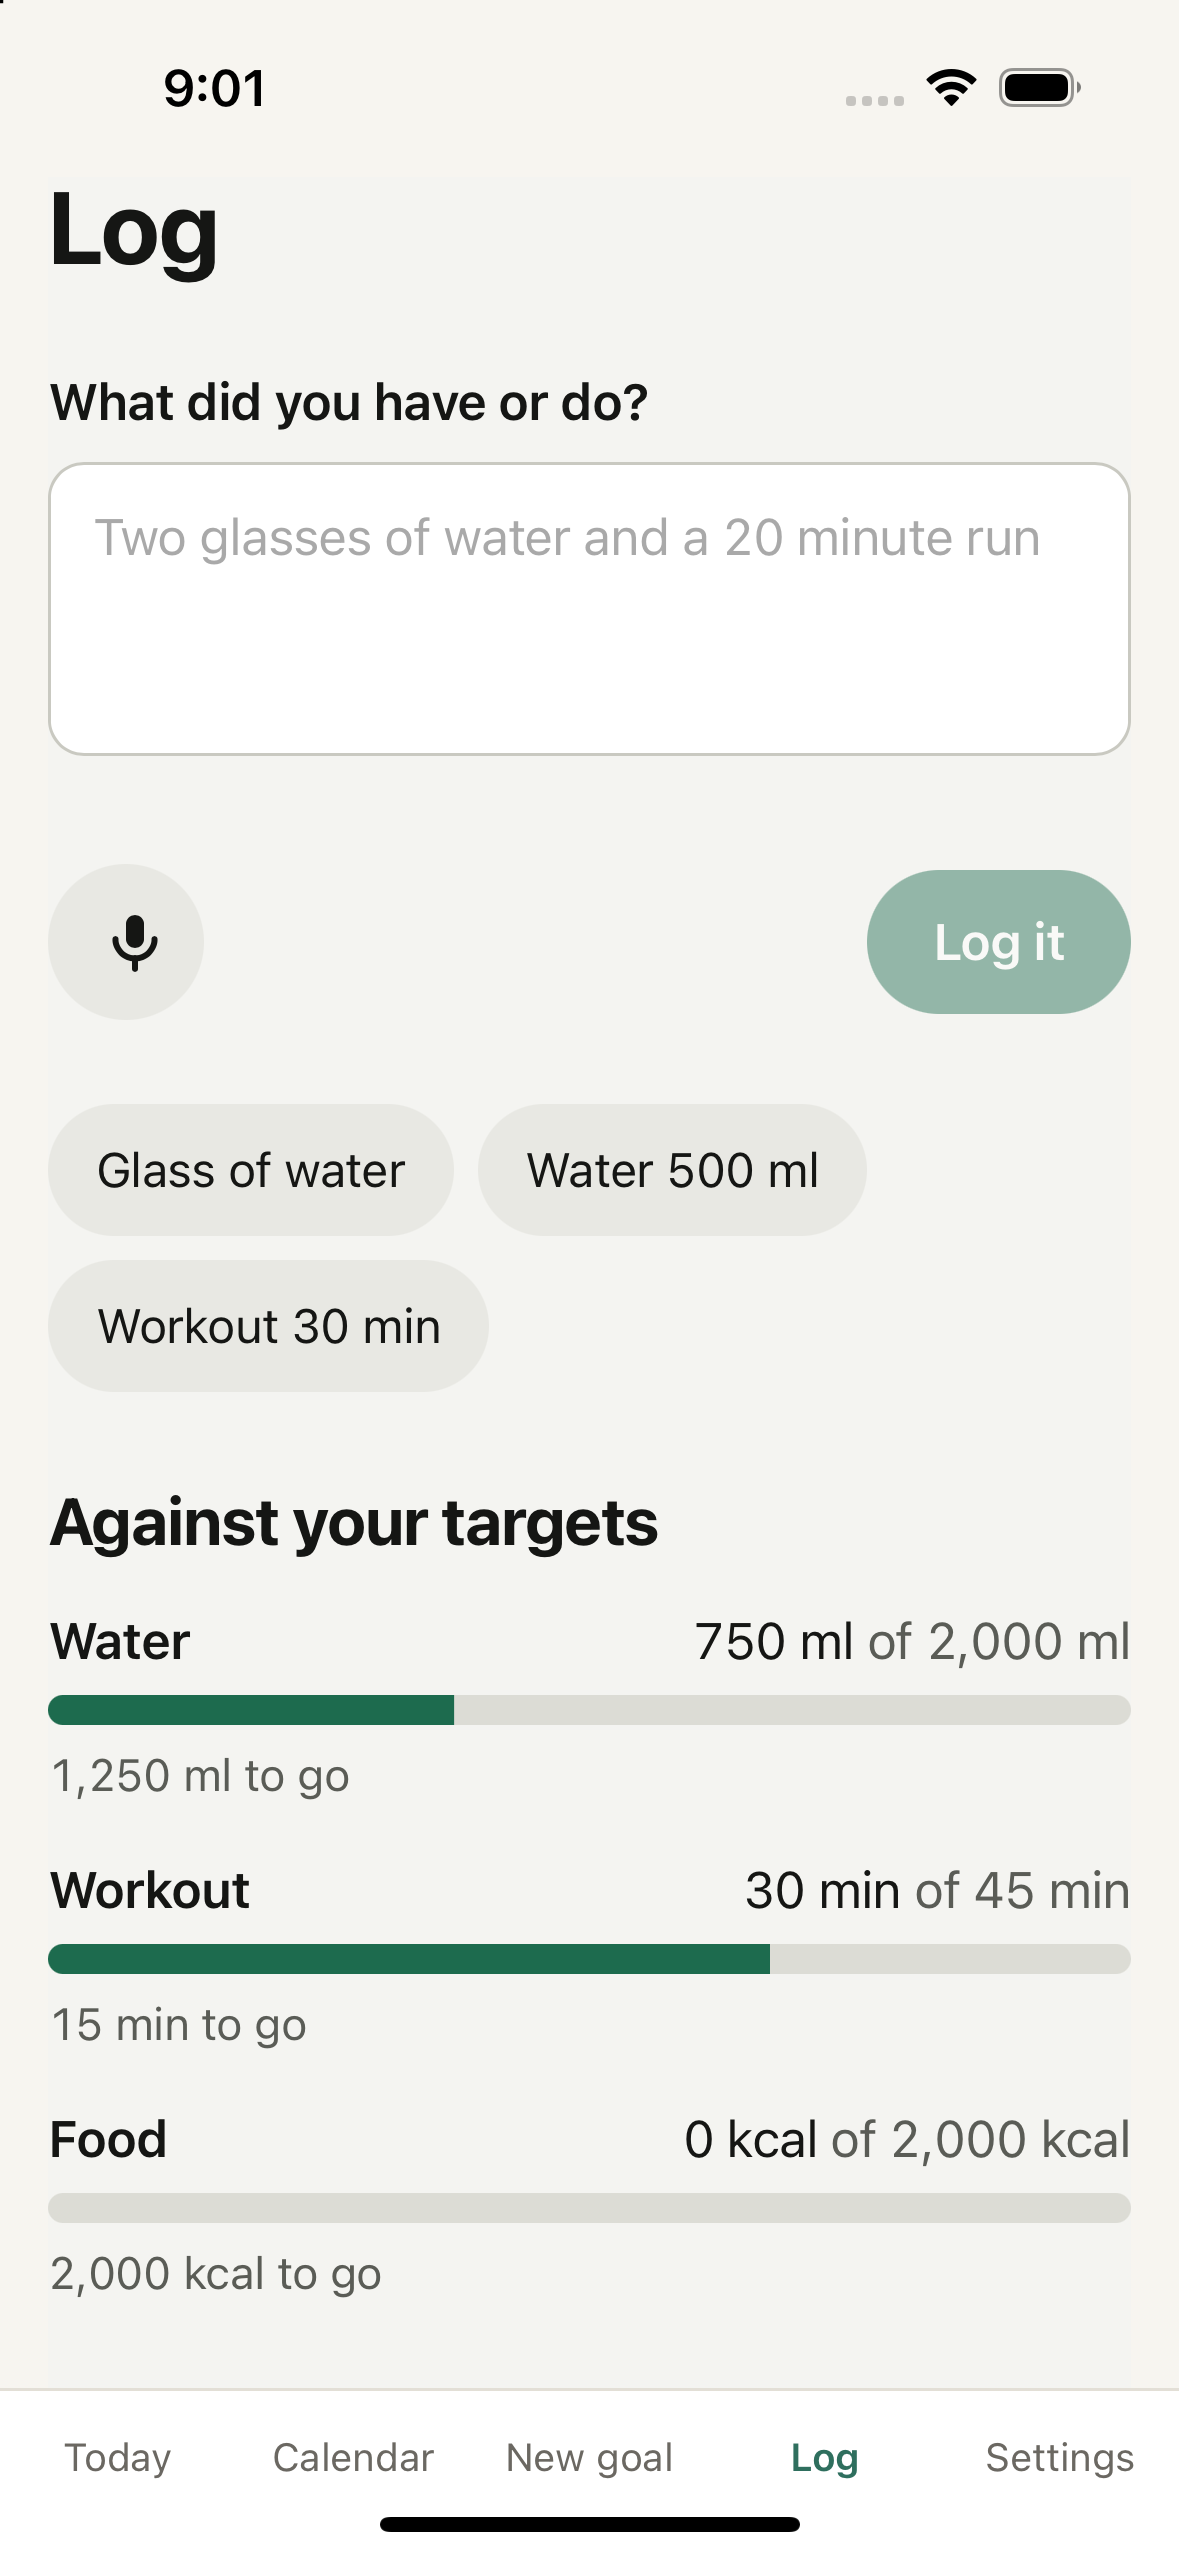 9:01
Log
What did you have or do?
Two glasses of water and a 20 minute run
Log it
Glass of water
Water 500 ml
Workout 30 min
Against your targets
Water 750 ml of 2,000 ml
1,250 ml to go
Workout 30 min of 45 min
15 min to go
Food 0 kcal of 2,000 kcal
2,000 kcal to go
Today Calendar New goal Log Settings